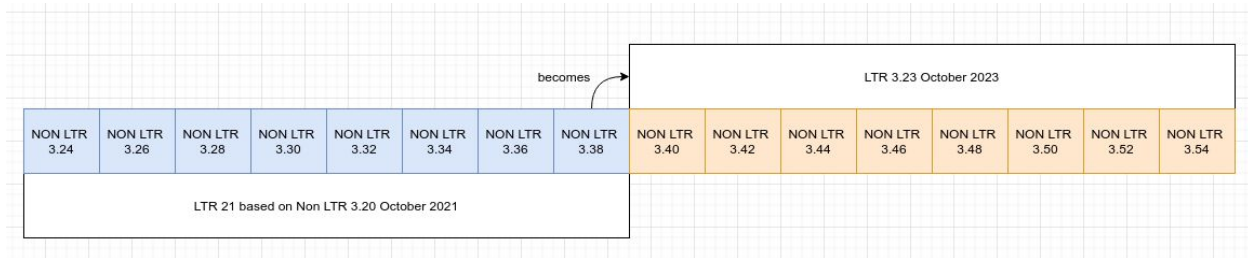 becomes
LTR 3.23 October 2023
NON LTR
3.24
NON LTR
3.26
NON LTR
3.28
NON LTR
3.30
NON LTR
3.32
NON LTR
3.34
NON LTR
3.36
NON LTR
3.38
NON LTR
3.40
NON LTR
3.42
NON LTR
3.44
NON LTR
3.46
NON LTR
3.48
NON LTR
3.50
NON LTR
3.52
NON LTR
3.54
LTR 21 based on Non LTR 3.20 October 2021